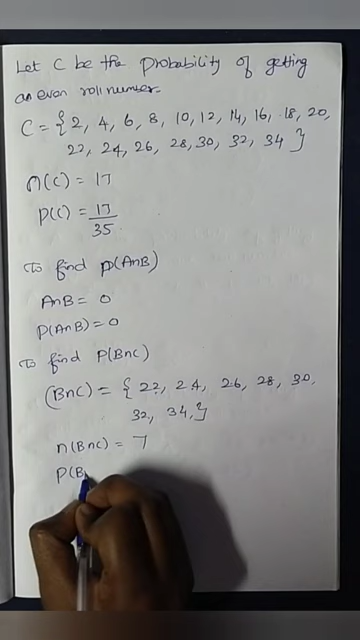 Let C be the Probability of getting
an even roll number.
C = { 2, 4, 6, 8, 10, 12, 14, 16, 18, 20,
22, 24, 26, 28, 30, 32, 34 }
n(C) = 17
P(C) = 17/35
To find P(A∩B)
A∩B = 0
P(A∩B) = 0
To find P(B∩C)
(B∩C) = { 22, 24, 26, 28, 30,
32, 34, }
n(B∩C) = 7
P(B